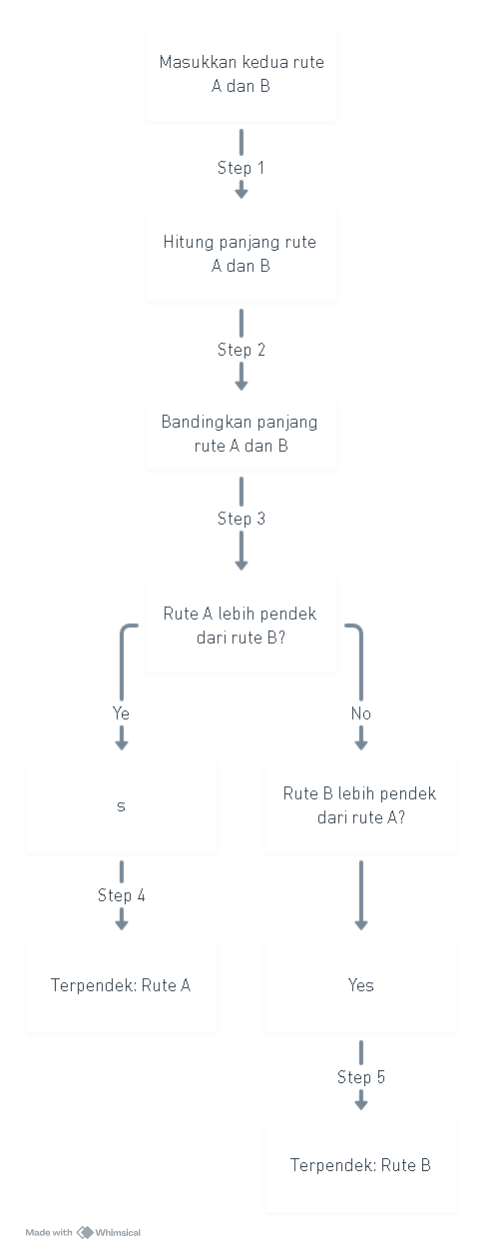 Masukkan kedua rute
A dan B
Step 1
Hitung panjang rute
A dan B
Step 2
Bandingkan panjang
rute A dan B
Step 3
Rute A lebih pendek
dari rute B?
Ye
No
s
Rute B lebih pendek
dari rute A?
Step 4
Terpendek: Rute A
Yes
Step 5
Terpendek: Rute B
Made with Whimsical